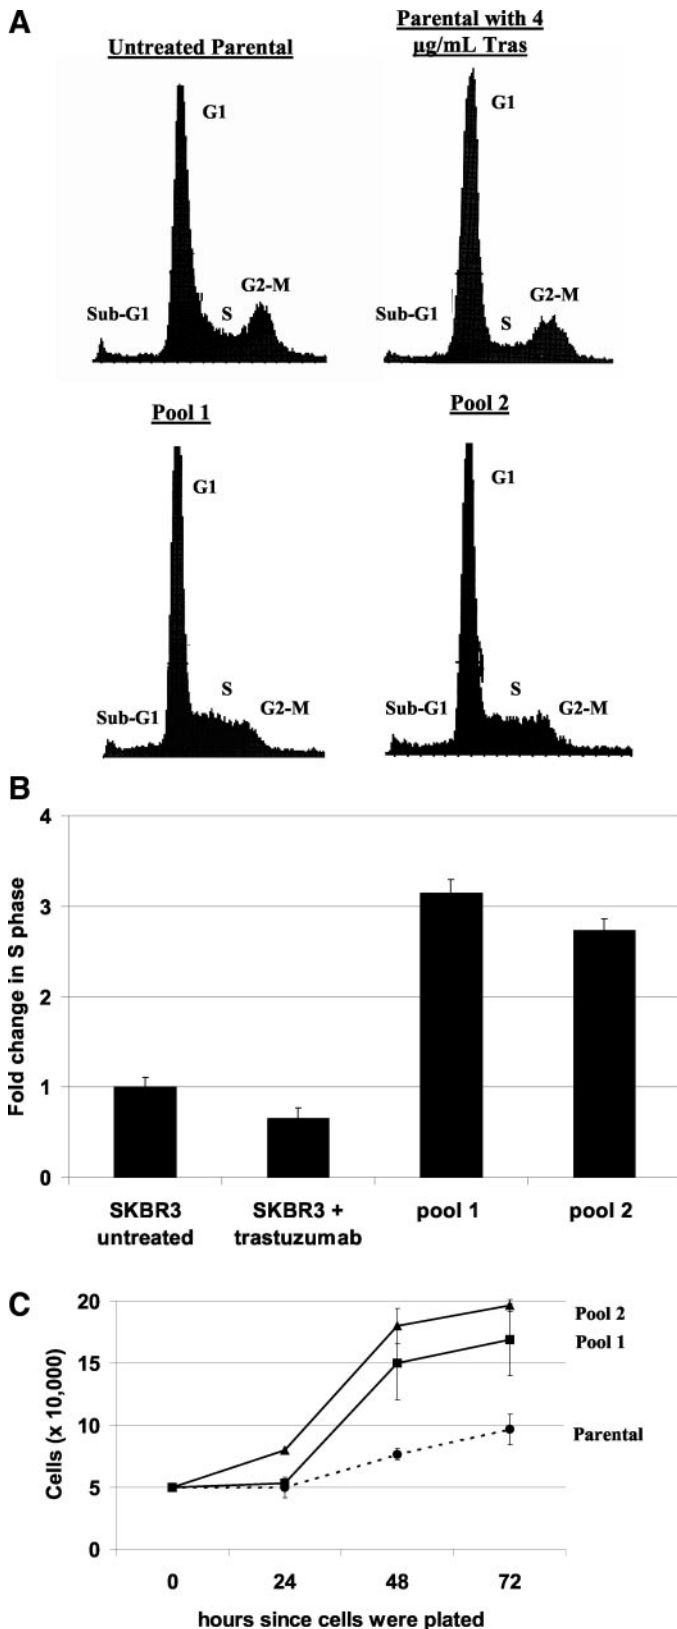 A
Untreated Parental
Parental with 4
µg/mL Tras
G1
Sub-G1
S
G2-M
G1
Sub-G1
S
G2-M
Pool 1
Pool 2
G1
Sub-G1
S
G2-M
G1
Sub-G1
S
G2-M
B
Fold change in S phase
4
3
2
1
0
SKBR3
untreated
SKBR3 +
trastuzumab
pool 1
pool 2
C
Cells (x 10,000)
20
15
10
5
0
Pool 2
Pool 1
Parental
0
24
48
72
hours since cells were plated